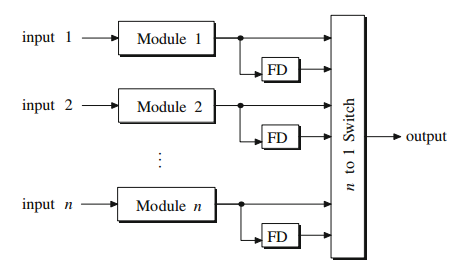 input 1
Module 1
FD
input 2
Module 2
FD
⋮
input n
Module n
FD
n to 1 Switch
output